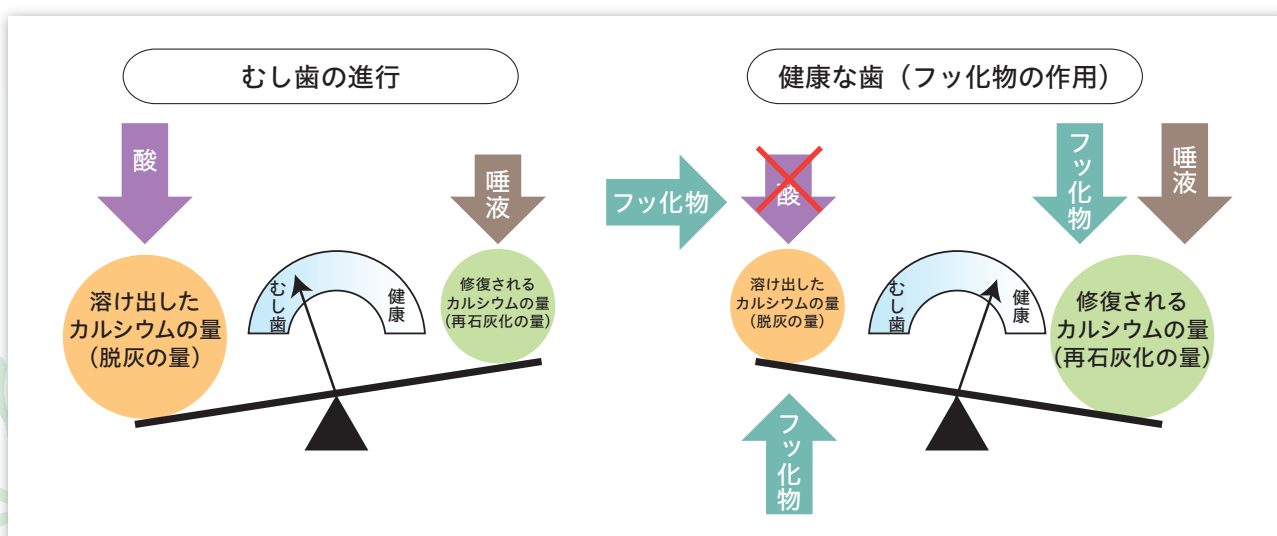 むし歯の進行
酸
唾液
溶け出した
カルシウムの量
（脱灰の量）
むし歯
健康
修復される
カルシウムの量
（再石灰化の量）
健康な歯（フッ化物の作用）
フッ化物
酸
フッ化物
唾液
溶け出した
カルシウムの量
（脱灰の量）
むし歯
健康
修復される
カルシウムの量
（再石灰化の量）
フッ化物